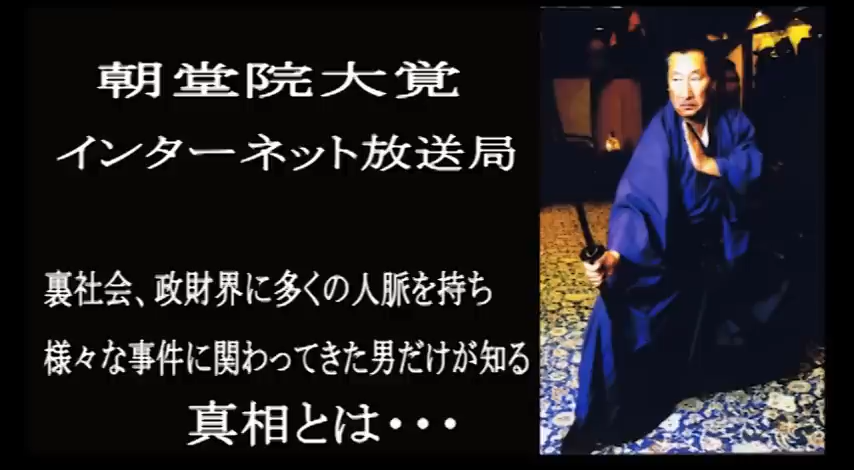 朝堂院大覚
インターネット放送局
裏社会、政財界に多くの人脈を持ち
様々な事件に関わってきた男だけが知る
真相とは・・・